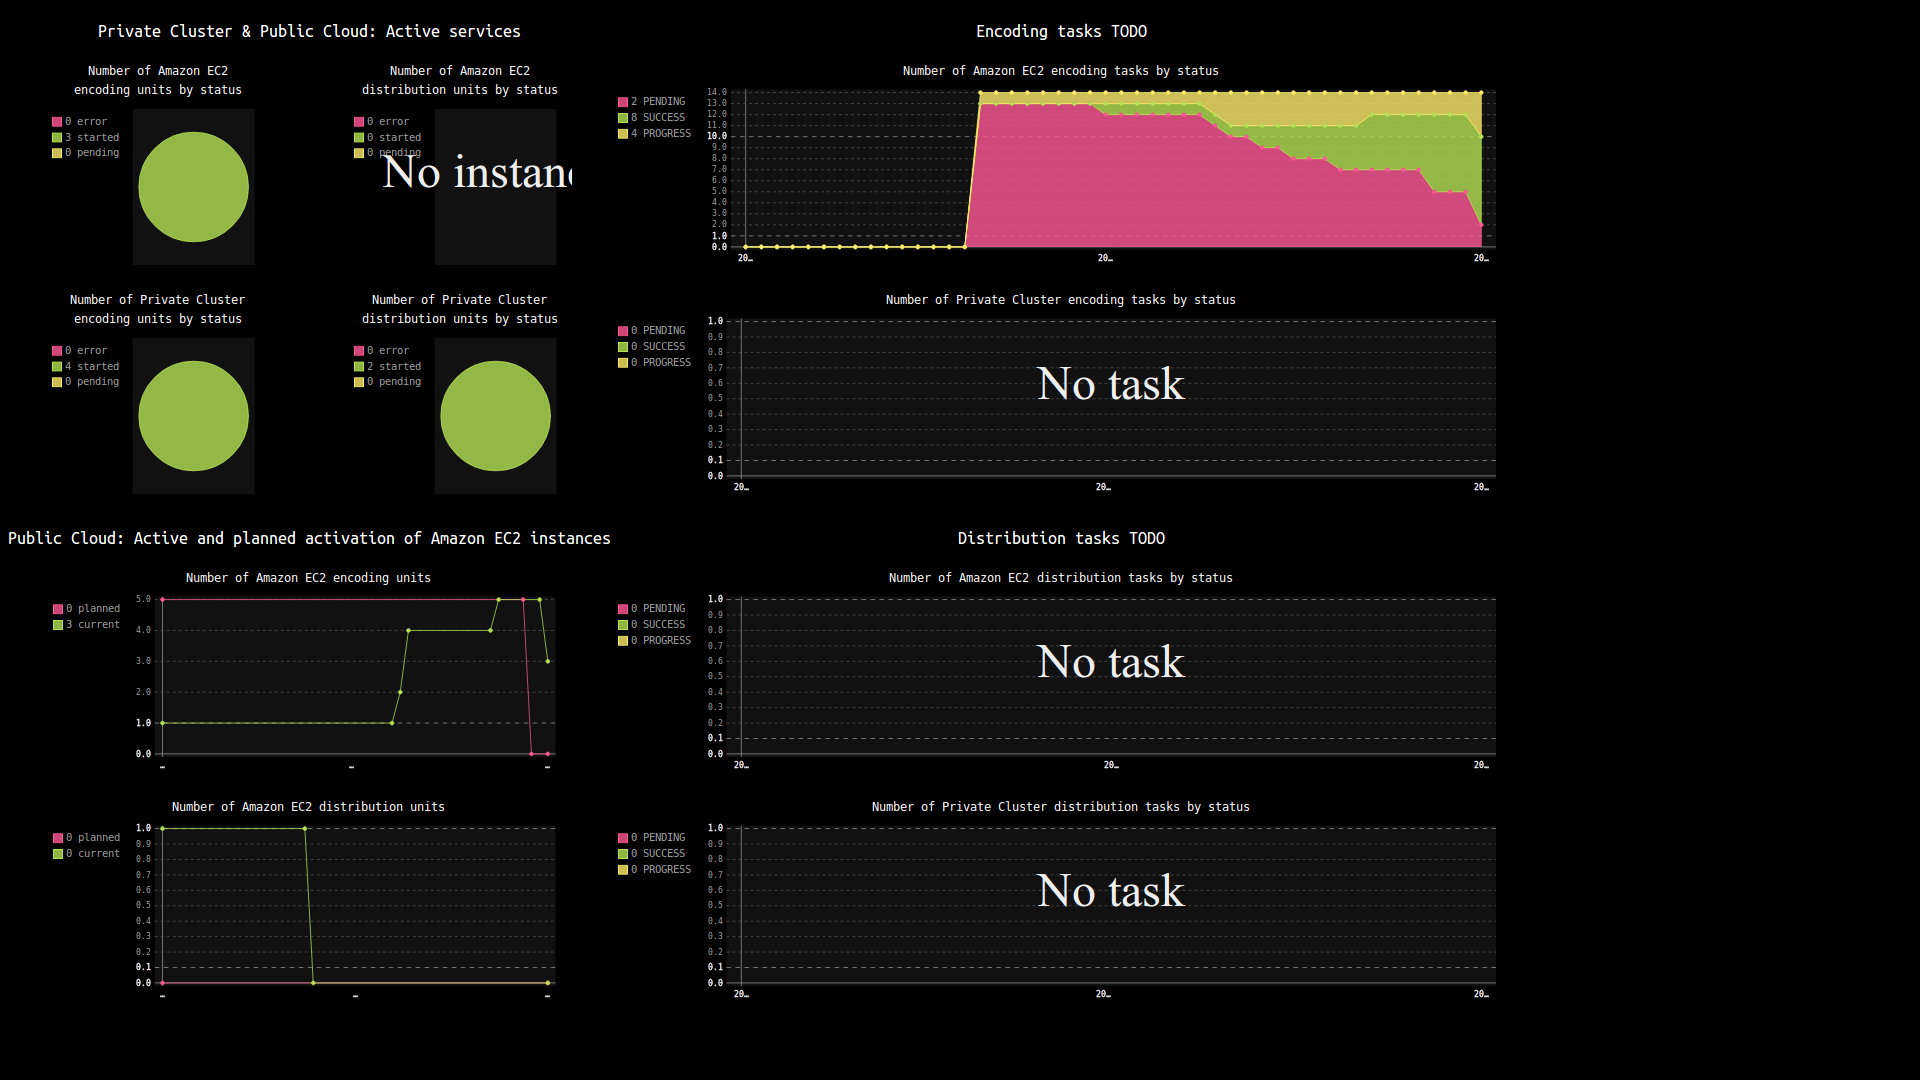 Private Cluster & Public Cloud: Active services
Number of Amazon EC2
encoding units by status
0 error
3 started
0 pending
Number of Amazon EC2
distribution units by status
0 error
0 started
0 pending
No instanc
Number of Private Cluster
encoding units by status
0 error
4 started
0 pending
Number of Private Cluster
distribution units by status
0 error
2 started
0 pending
Encoding tasks TODO
Number of Amazon EC2 encoding tasks by status
2 PENDING
8 SUCCESS
4 PROGRESS
14.0
13.0
12.0
11.0
10.0
9.0
8.0
7.0
6.0
5.0
4.0
3.0
2.0
1.0
0.0
20… 20… 20…
Number of Private Cluster encoding tasks by status
0 PENDING
0 SUCCESS
0 PROGRESS
1.0
0.9
0.8
0.7
0.6
0.5
0.4
0.3
0.2
0.1
0.0
No task
20… 20… 20…
Public Cloud: Active and planned activation of Amazon EC2 instances
Number of Amazon EC2 encoding units
0 planned
3 current
5.0
4.0
3.0
2.0
1.0
0.0
… … …
Number of Amazon EC2 distribution units
0 planned
0 current
1.0
0.9
0.8
0.7
0.6
0.5
0.4
0.3
0.2
0.1
0.0
… … …
Distribution tasks TODO
Number of Amazon EC2 distribution tasks by status
0 PENDING
0 SUCCESS
0 PROGRESS
1.0
0.9
0.8
0.7
0.6
0.5
0.4
0.3
0.2
0.1
0.0
No task
20… 20… 20…
Number of Private Cluster distribution tasks by status
0 PENDING
0 SUCCESS
0 PROGRESS
1.0
0.9
0.8
0.7
0.6
0.5
0.4
0.3
0.2
0.1
0.0
No task
20… 20… 20…